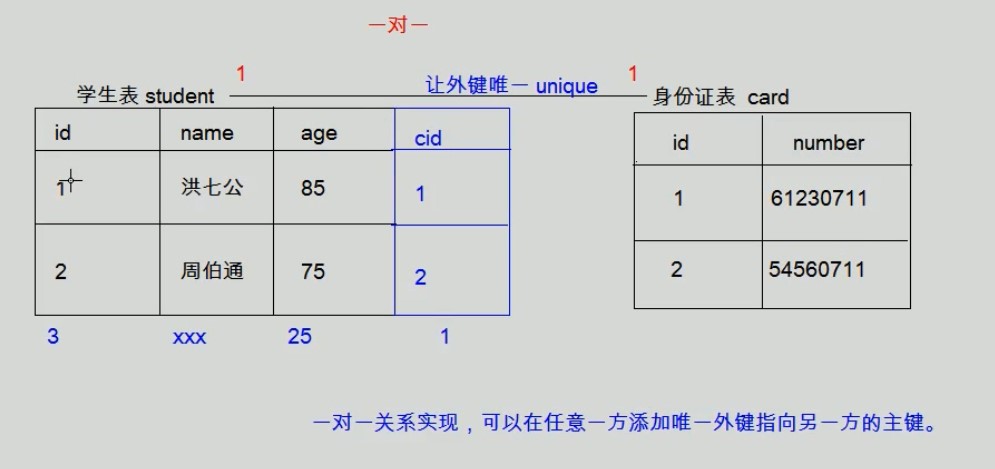 一对一
1 让外键唯一 unique 1
学生表 student 身份证表 card
id name age cid
id number
1 洪七公 85 1
1 61230711
2 周伯通 75 2
2 54560711
3 xxx 25 1
一对一关系实现，可以在任意一方添加唯一外键指向另一方的主键。